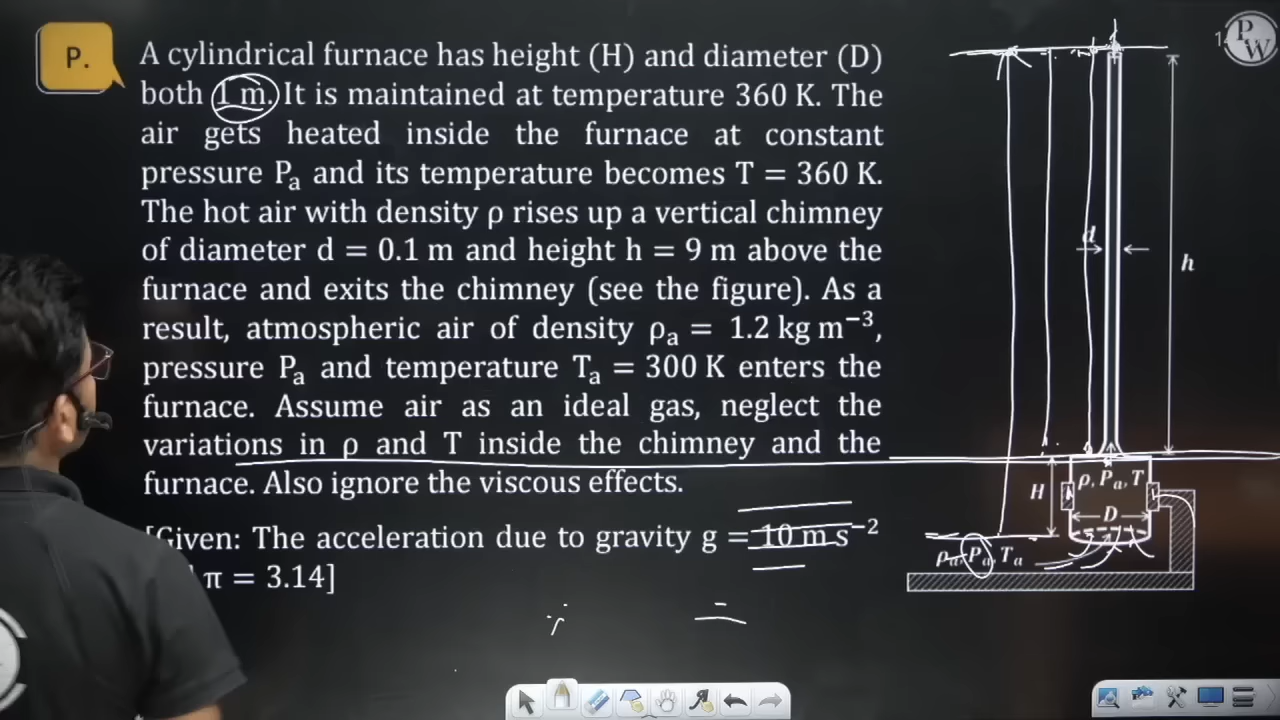 P.
A cylindrical furnace has height (H) and diameter (D)
both 1 m. It is maintained at temperature 360 K. The
air gets heated inside the furnace at constant
pressure Pₐ and its temperature becomes T = 360 K.
The hot air with density ρ rises up a vertical chimney
of diameter d = 0.1 m and height h = 9 m above the
furnace and exits the chimney (see the figure). As a
result, atmospheric air of density ρₐ = 1.2 kg m⁻³,
pressure Pₐ and temperature Tₐ = 300 K enters the
furnace. Assume air as an ideal gas, neglect the
variations in ρ and T inside the chimney and the
furnace. Also ignore the viscous effects.
[Given: The acceleration due to gravity g = 10 m s⁻²
π = 3.14]
PW
d
h
ρ, Pₐ, T
H
D
ρₐ, Pₐ, Tₐ